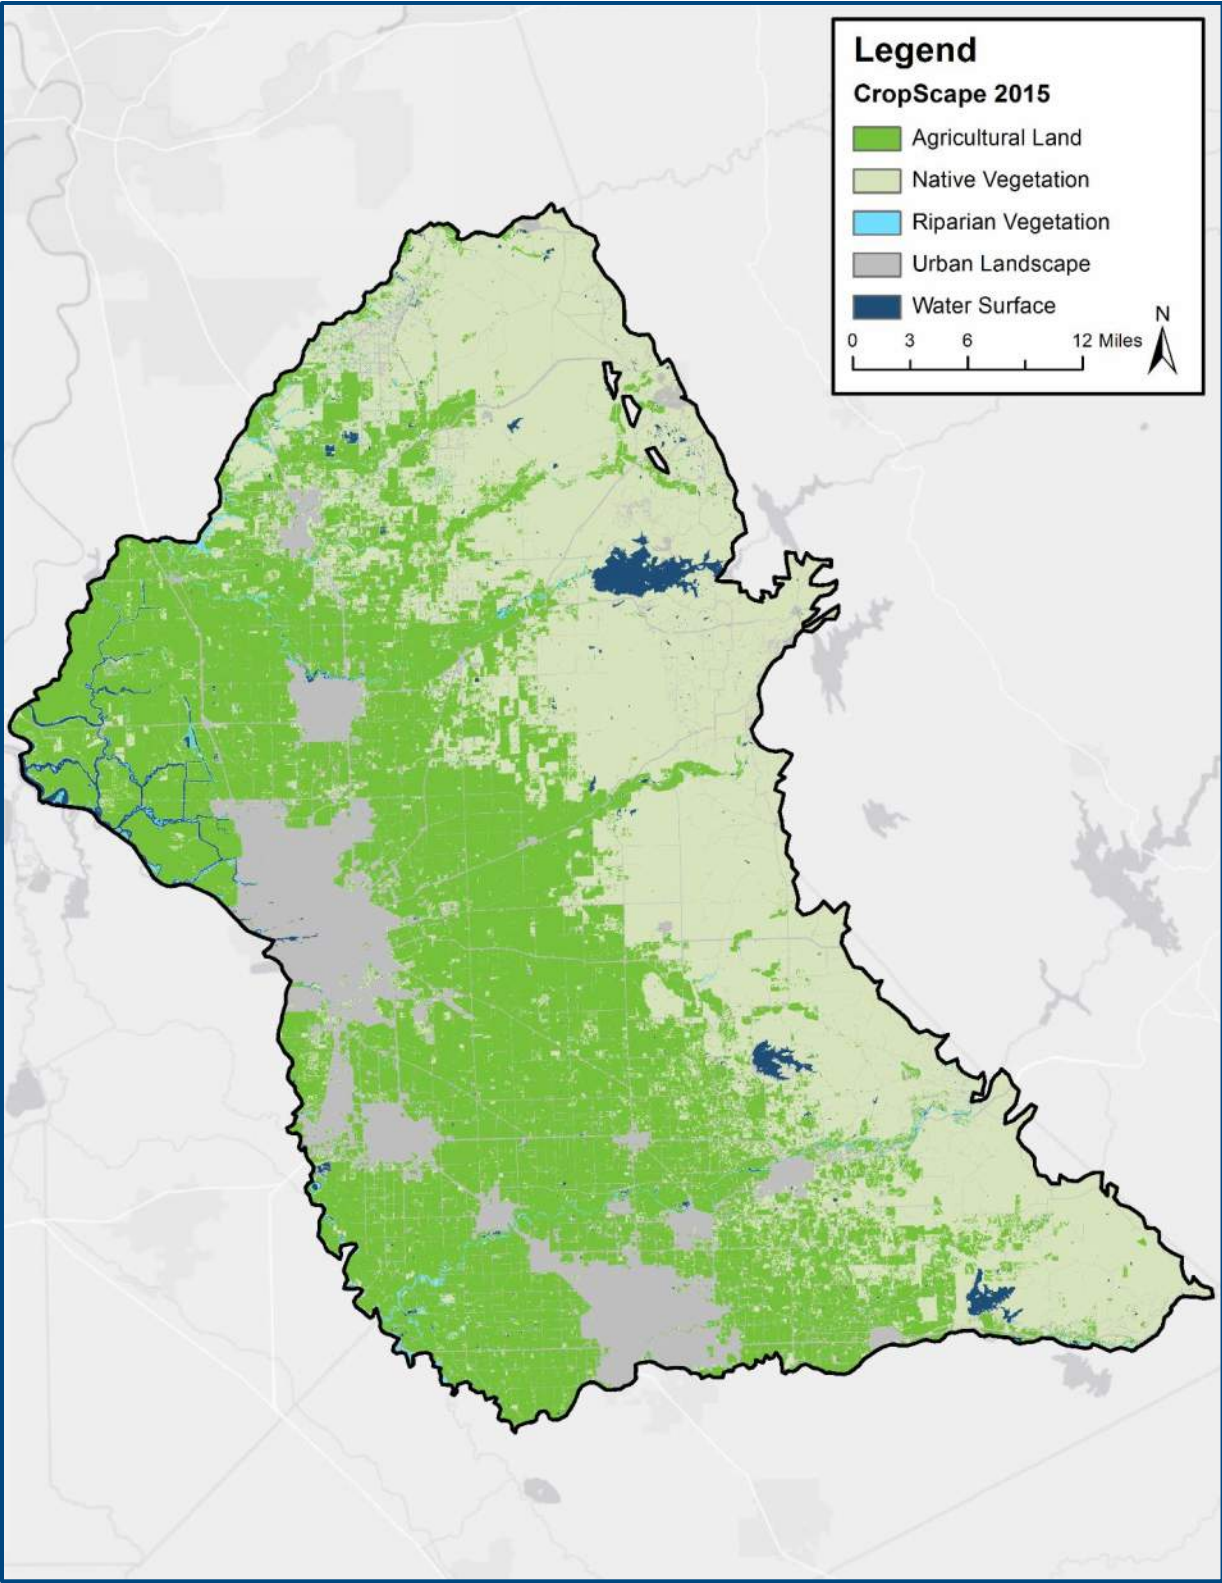 Legend
CropScape 2015
Agricultural Land
Native Vegetation
Riparian Vegetation
Urban Landscape
Water Surface
N
0 3 6 12 Miles